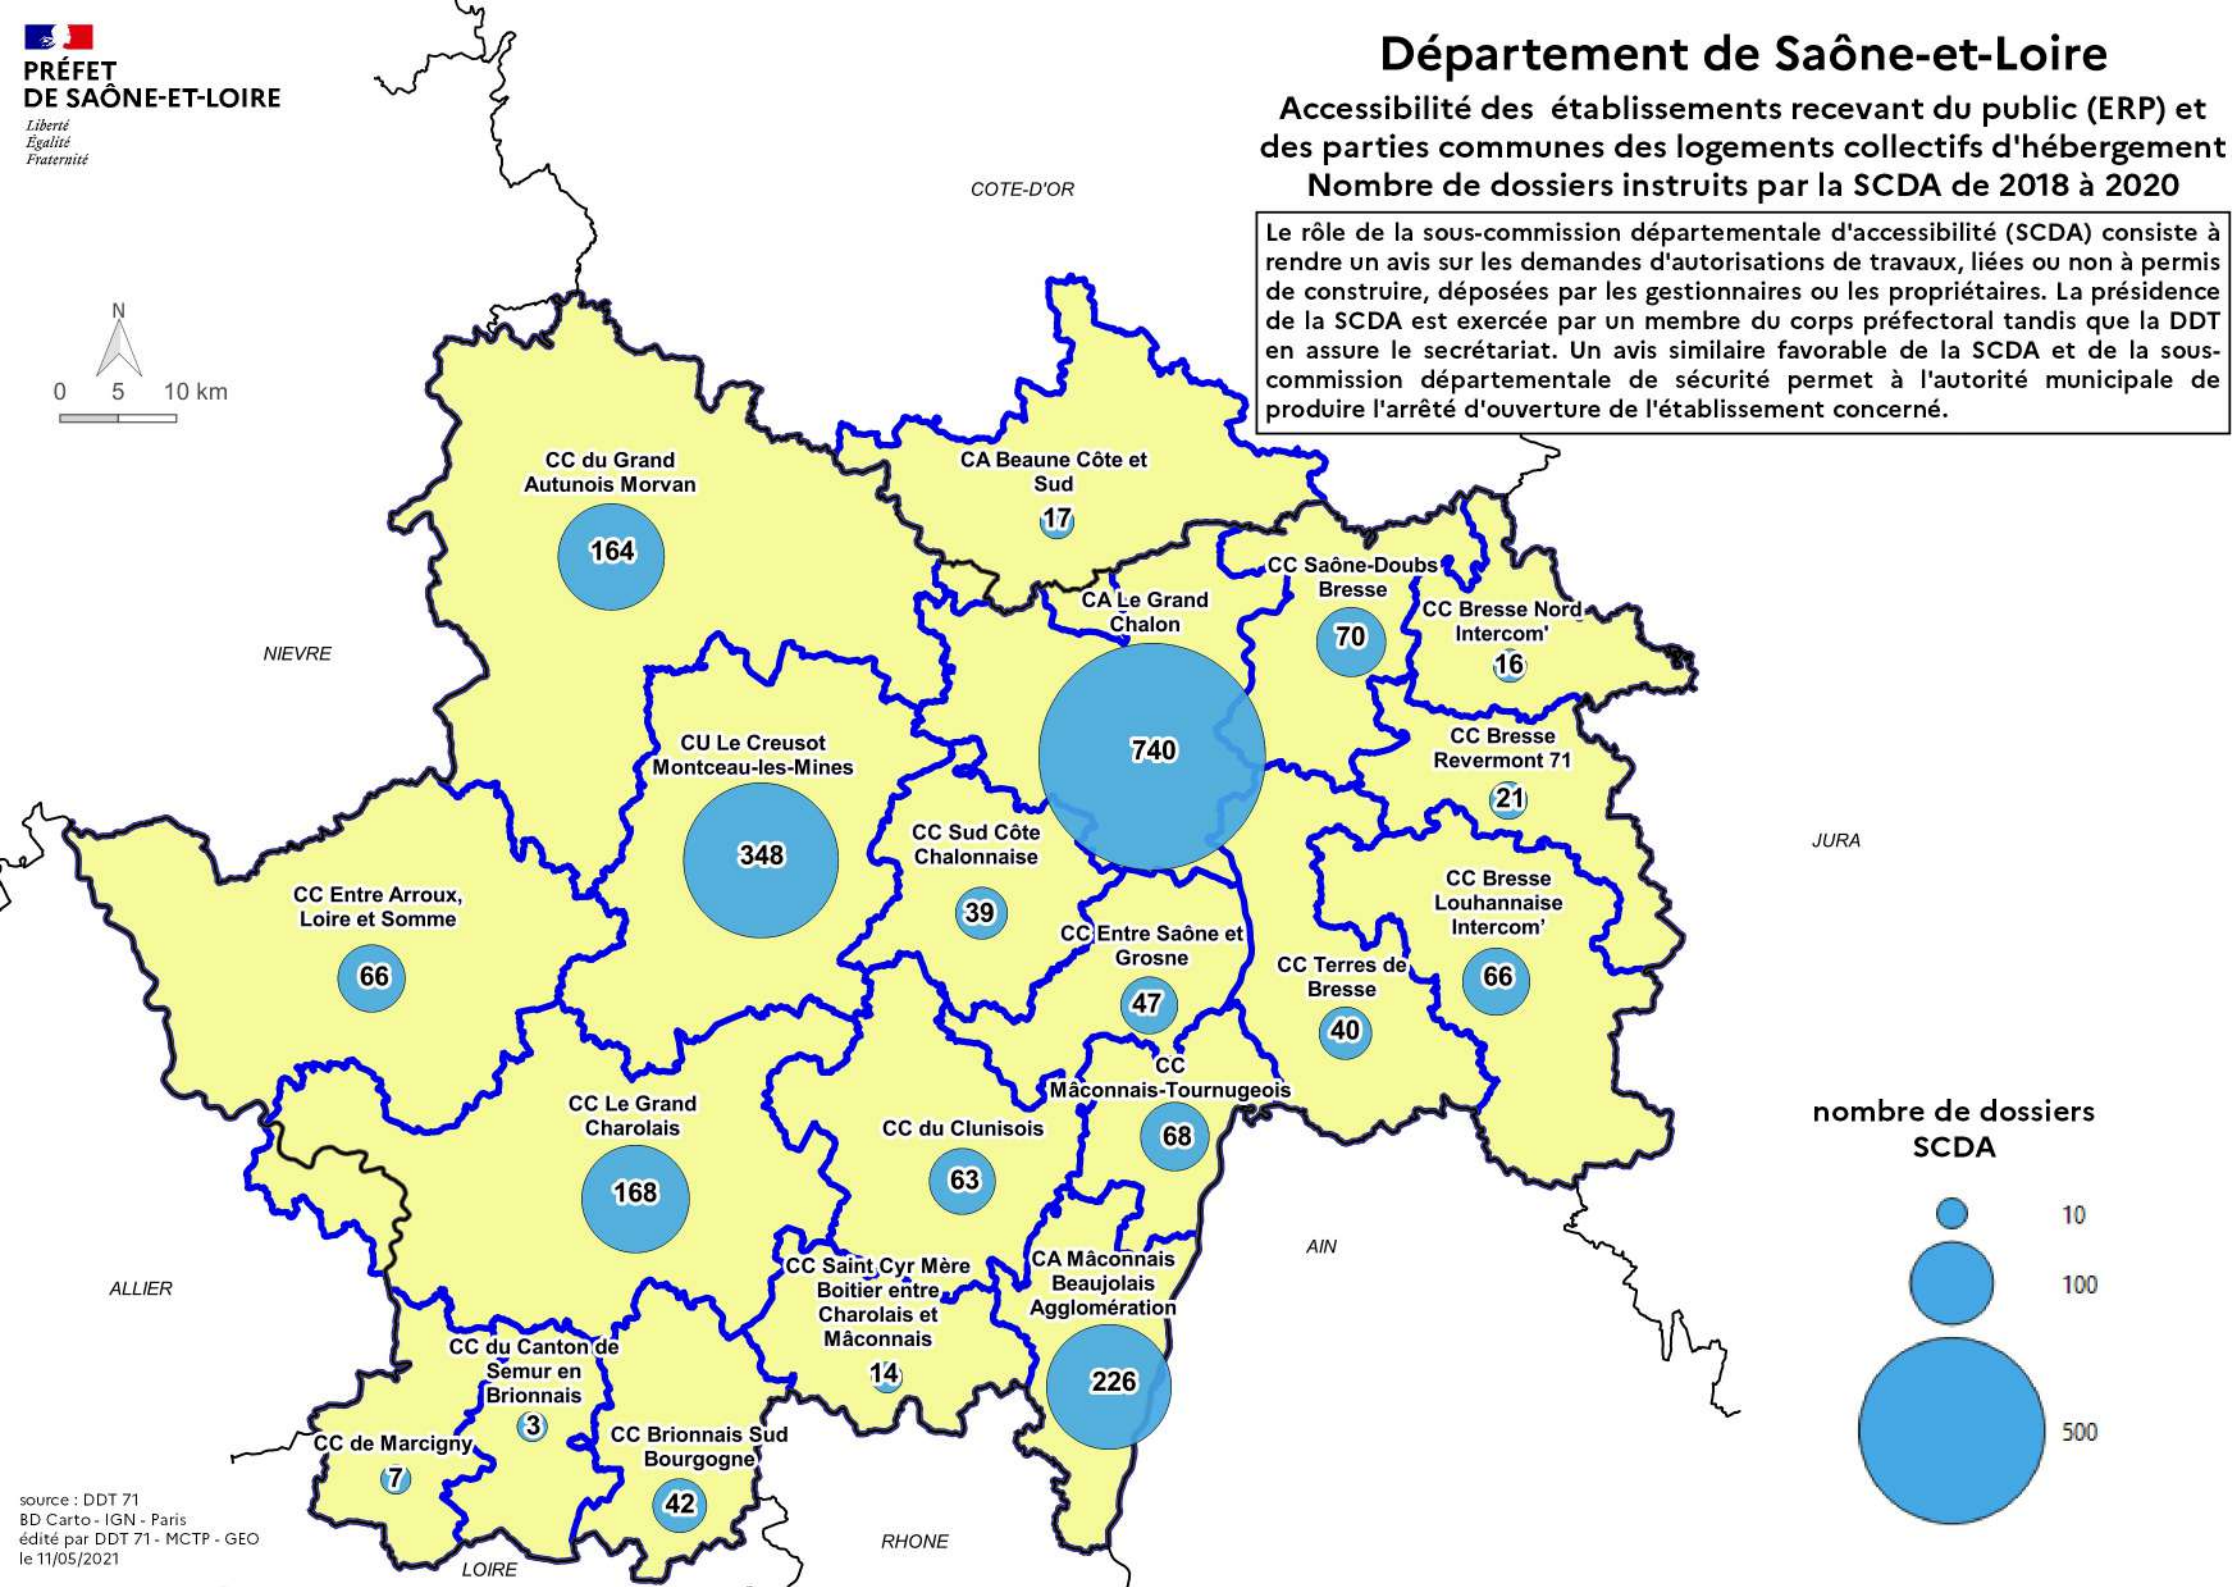 PRÉFET
DE SAÔNE-ET-LOIRE
Liberté
Égalité
Fraternité
Département de Saône-et-Loire
Accessibilité des établissements recevant du public (ERP) et
des parties communes des logements collectifs d'hébergement
Nombre de dossiers instruits par la SCDA de 2018 à 2020
Le rôle de la sous-commission départementale d'accessibilité (SCDA) consiste à
rendre un avis sur les demandes d'autorisations de travaux, liées ou non à permis
de construire, déposées par les gestionnaires ou les propriétaires. La présidence
de la SCDA est exercée par un membre du corps préfectoral tandis que la DDT
en assure le secrétariat. Un avis similaire favorable de la SCDA et de la sous-
commission départementale de sécurité permet à l'autorité municipale de
produire l'arrêté d'ouverture de l'établissement concerné.
COTE-D'OR
N
0 5 10 km
CC du Grand
Autunois Morvan
164
CA Beaune Côte et
Sud
17
CC Saône-Doubs
Bresse
70
CA Le Grand
Chalon
740
CC Bresse Nord
Intercom'
16
NIEVRE
CU Le Creusot
Montceau-les-Mines
348
CC Bresse
Revermont 71
21
CC Sud Côte
Chalonnaise
39
JURA
CC Entre Arroux,
Loire et Somme
66
CC Bresse
Louhannaise
Intercom’
66
CC Entre Saône et
Grosne
47
CC Terres de
Bresse
40
CC
Mâconnais-Tournugeois
68
CC Le Grand
Charolais
168
CC du Clunisois
63
AIN
ALLIER
CC Saint Cyr Mère
Boitier entre
Charolais et
Mâconnais
14
CA Mâconnais
Beaujolais
Agglomération
226
CC du Canton de
Semur en
Brionnais
3
CC de Marcigny
7
CC Brionnais Sud
Bourgogne
42
RHONE
LOIRE
nombre de dossiers
SCDA
10
100
500
source : DDT 71
BD Carto - IGN - Paris
édité par DDT 71 - MCTP - GEO
le 11/05/2021